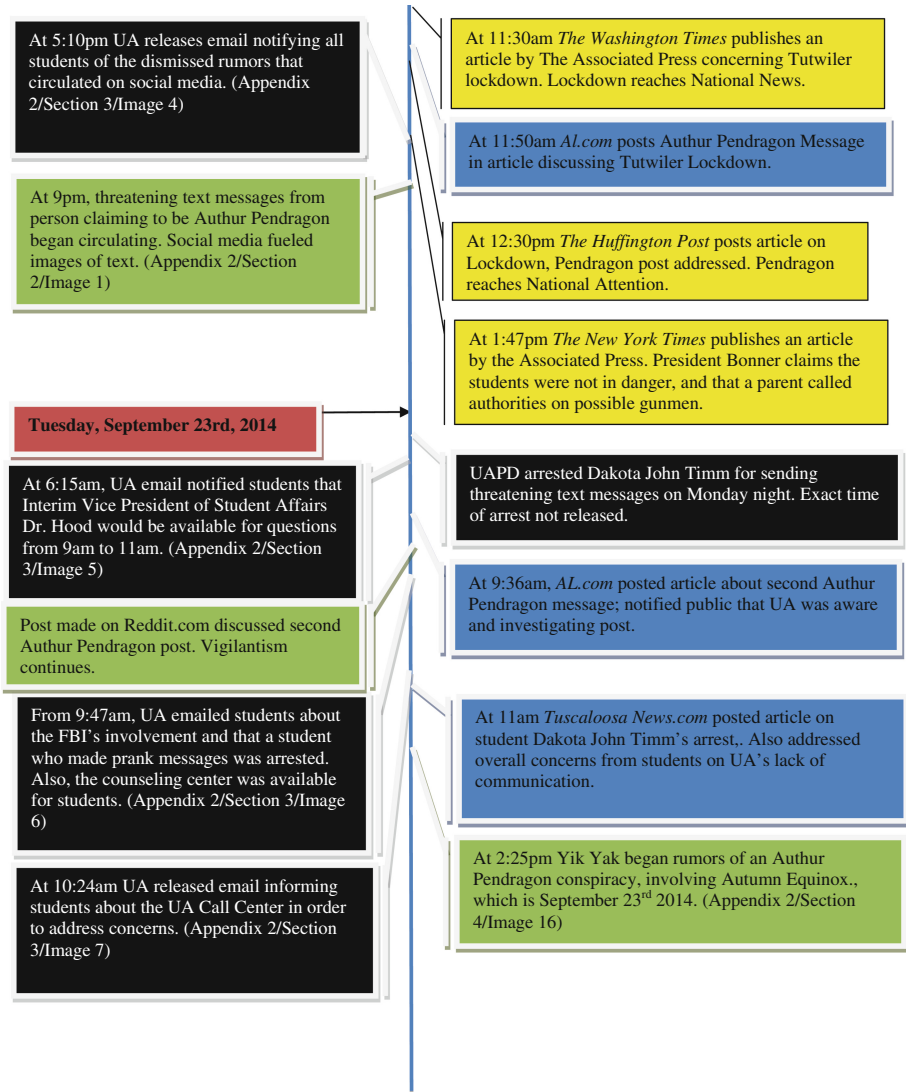 At 5:10pm UA releases email notifying all
students of the dismissed rumors that
circulated on social media. (Appendix
2/Section 3/Image 4)
At 11:30am The Washington Times publishes an
article by The Associated Press concerning Tutwiler
lockdown. Lockdown reaches National News.
At 11:50am Al.com posts Authur Pendragon Message
in article discussing Tutwiler Lockdown.
At 9pm, threatening text messages from
person claiming to be Authur Pendragon
began circulating. Social media fueled
images of text. (Appendix 2/Section
2/Image 1)
At 12:30pm The Huffington Post posts article on
Lockdown, Pendragon post addressed. Pendragon
reaches National Attention.
At 1:47pm The New York Times publishes an article
by the Associated Press. President Bonner claims the
students were not in danger, and that a parent called
authorities on possible gunmen.
Tuesday, September 23rd, 2014
At 6:15am, UA email notified students that
Interim Vice President of Student Affairs
Dr. Hood would be available for questions
from 9am to 11am. (Appendix 2/Section
3/Image 5)
UAPD arrested Dakota John Timm for sending
threatening text messages on Monday night. Exact time
of arrest not released.
At 9:36am, AL.com posted article about second Authur
Pendragon message; notified public that UA was aware
and investigating post.
Post made on Reddit.com discussed second
Authur Pendragon post. Vigilantism
continues.
From 9:47am, UA emailed students about
the FBI's involvement and that a student
who made prank messages was arrested.
Also, the counseling center was available
for students. (Appendix 2/Section 3/Image
6)
At 11am Tuscaloosa News.com posted article on
student Dakota John Timm's arrest,. Also addressed
overall concerns from students on UA's lack of
communication.
At 2:25pm Yik Yak began rumors of an Authur
Pendragon conspiracy, involving Autumn Equinox.,
which is September 23rd 2014. (Appendix 2/Section
4/Image 16)
At 10:24am UA released email informing
students about the UA Call Center in order
to address concerns. (Appendix 2/Section
3/Image 7)